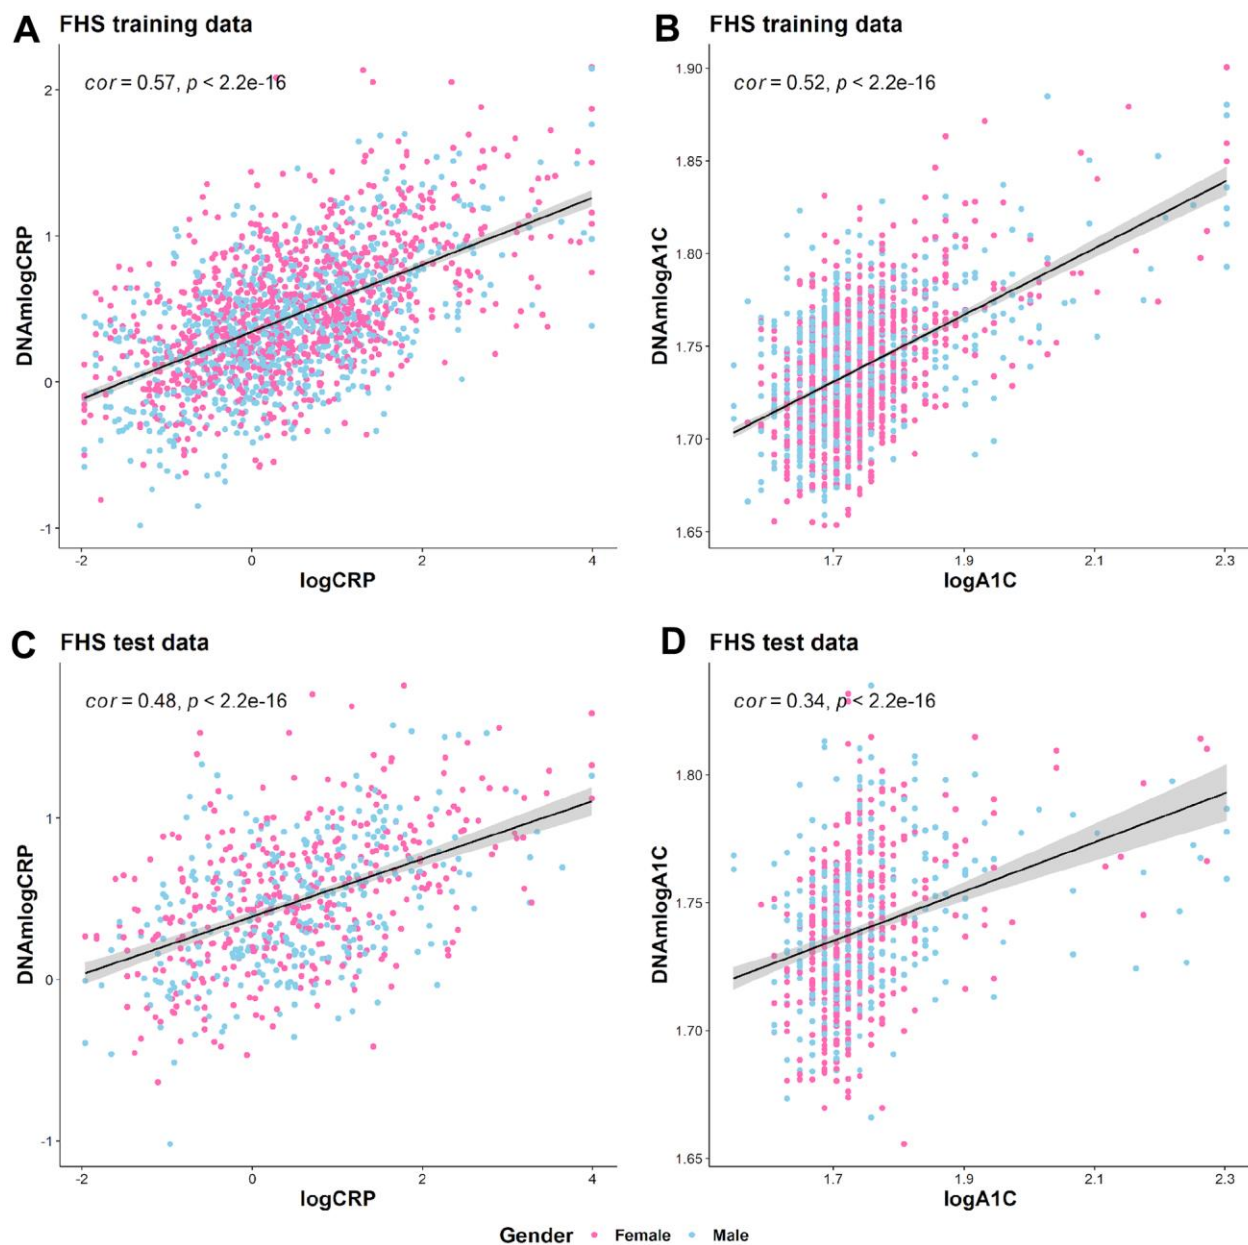 A FHS training data
cor = 0.57, p < 2.2e-16
2
1
0
-1
DNAmlogCRP
-2 0 2 4
logCRP
B FHS training data
cor = 0.52, p < 2.2e-16
1.90
1.85
1.80
1.75
1.70
1.65
DNAmlogA1C
1.7 1.9 2.1 2.3
logA1C
C FHS test data
cor = 0.48, p < 2.2e-16
1
0
-1
DNAmlogCRP
-2 0 2 4
logCRP
D FHS test data
cor = 0.34, p < 2.2e-16
1.80
1.75
1.70
1.65
DNAmlogA1C
1.7 1.9 2.1 2.3
logA1C
Gender Female Male